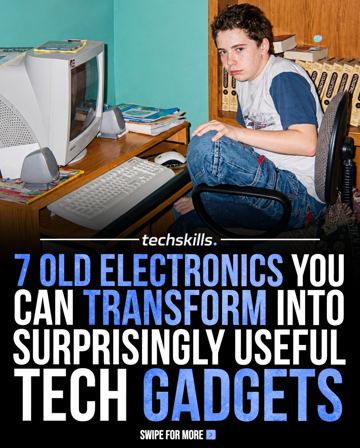 techskills.
7 OLD ELECTRONICS YOU
CAN TRANSFORM INTO
SURPRISINGLY USEFUL
TECH GADGETS
SWIPE FOR MORE